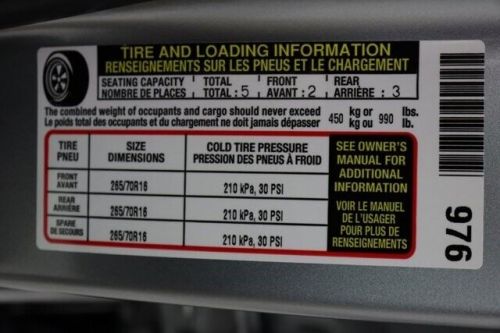 TIRE AND LOADING INFORMATION
RENSEIGNEMENTS SUR LES PNEUS ET LE CHARGEMENT
SEATING CAPACITY TOTAL FRONT REAR
NOMBRE DE PLACES TOTAL : 5 AVANT : 2 ARRIÈRE : 3
The combined weight of occupants and cargo should never exceed 450 kg or 990 lbs.
Le poids total des occupants et du chargement ne doit jamais dépasser kg ou lb.
TIRE SIZE COLD TIRE PRESSURE
PNEU DIMENSIONS PRESSION DES PNEUS À FROID
FRONT
AVANT 265/70R16 210 kPa, 30 PSI
REAR
ARRIÈRE 265/70R16 210 kPa, 30 PSI
SPARE
DE SECOURS 265/70R16 210 kPa, 30 PSI
SEE OWNER'S
MANUAL FOR
ADDITIONAL
INFORMATION
VOIR LE MANUEL
DE L'USAGER
POUR PLUS DE
RENSEIGNEMENTS
976